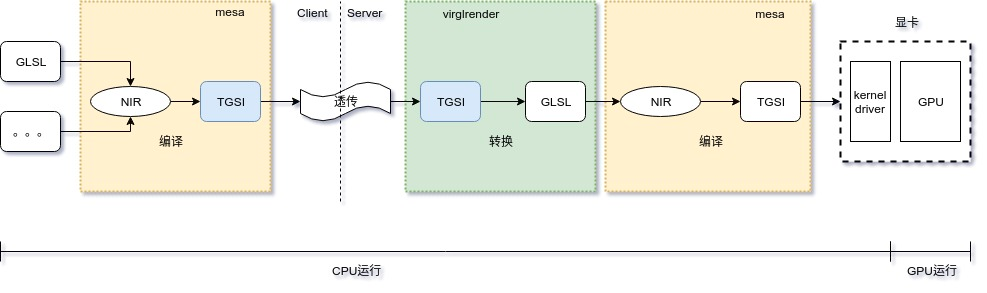 mesa
Client
Server
virglrender
mesa
显卡
GLSL
。。。
NIR
TGSI
编译
透传
TGSI
GLSL
转换
NIR
TGSI
编译
kernel
driver
GPU
CPU运行
GPU运行